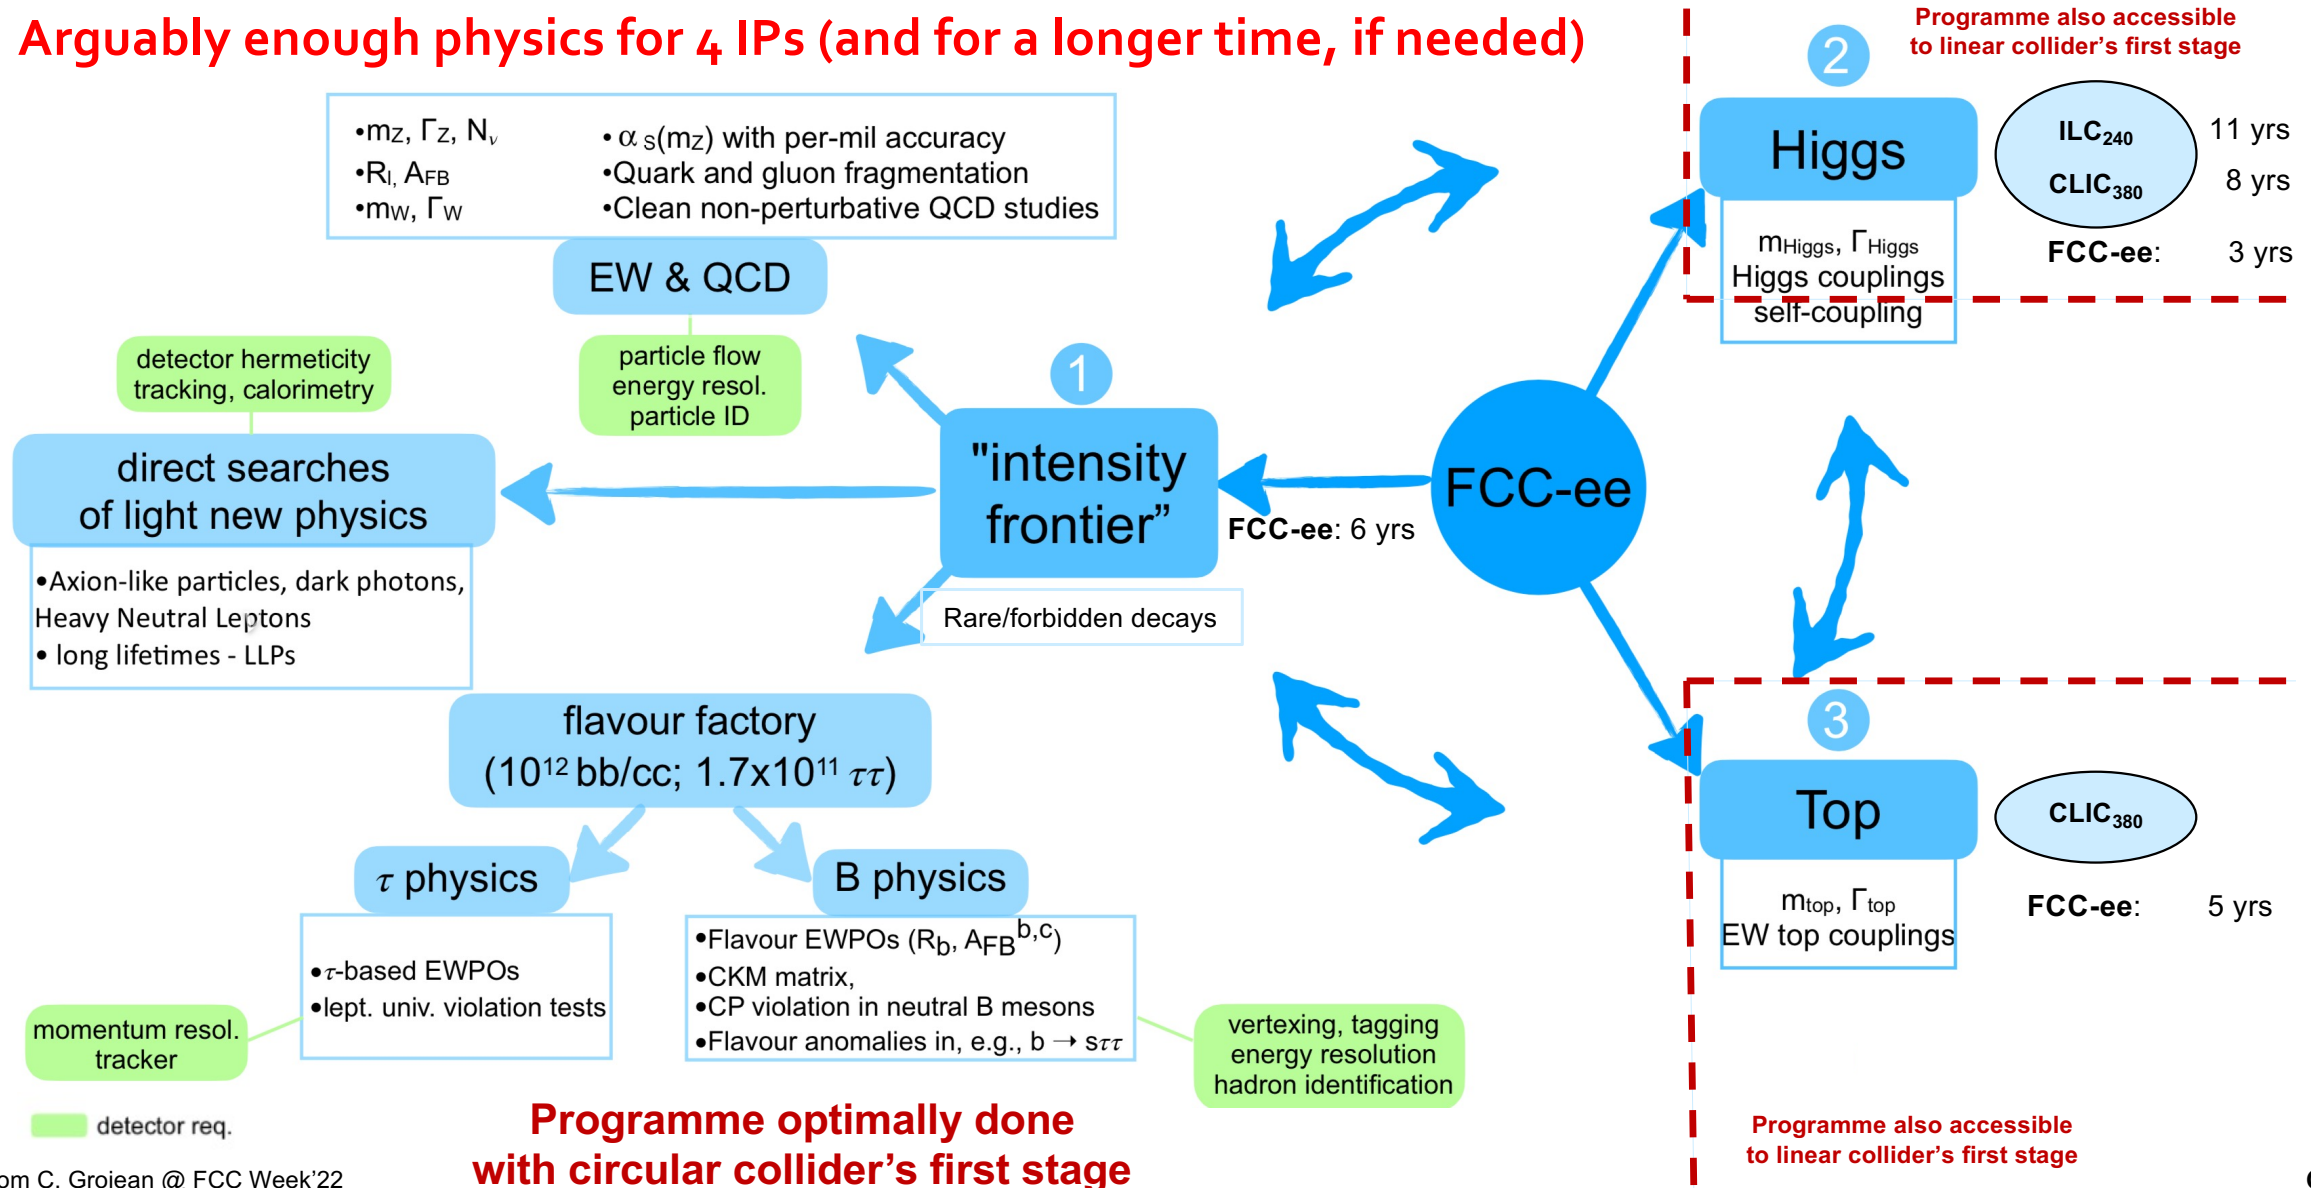 Arguably enough physics for 4 IPs (and for a longer time, if needed)
Programme also accessible
to linear collider's first stage
2
Higgs
ILC240 11 yrs
CLIC380 8 yrs
FCC-ee: 3 yrs
mHiggs, ΓHiggs
Higgs couplings
self-coupling
•mZ, ΓZ, Nν
•Rl, AFB
•mW, ΓW
• αS(mZ) with per-mil accuracy
•Quark and gluon fragmentation
•Clean non-perturbative QCD studies
EW & QCD
particle flow
energy resol.
particle ID
detector hermeticity
tracking, calorimetry
direct searches
of light new physics
•Axion-like particles, dark photons,
Heavy Neutral Leptons
• long lifetimes - LLPs
1
"intensity
frontier”
FCC-ee: 6 yrs
FCC-ee
Rare/forbidden decays
flavour factory
(10¹² bb/cc; 1.7x10¹¹ ττ)
τ physics
•τ-based EWPOs
•lept. univ. violation tests
momentum resol.
tracker
B physics
•Flavour EWPOs (Rb, AFBb,c)
•CKM matrix,
•CP violation in neutral B mesons
•Flavour anomalies in, e.g., b → sττ
vertexing, tagging
energy resolution
hadron identification
3
Top
CLIC380
FCC-ee: 5 yrs
mtop, Γtop
EW top couplings
detector req.
Programme optimally done
with circular collider's first stage
Programme also accessible
to linear collider's first stage
C. Grojean @ FCC Week'22